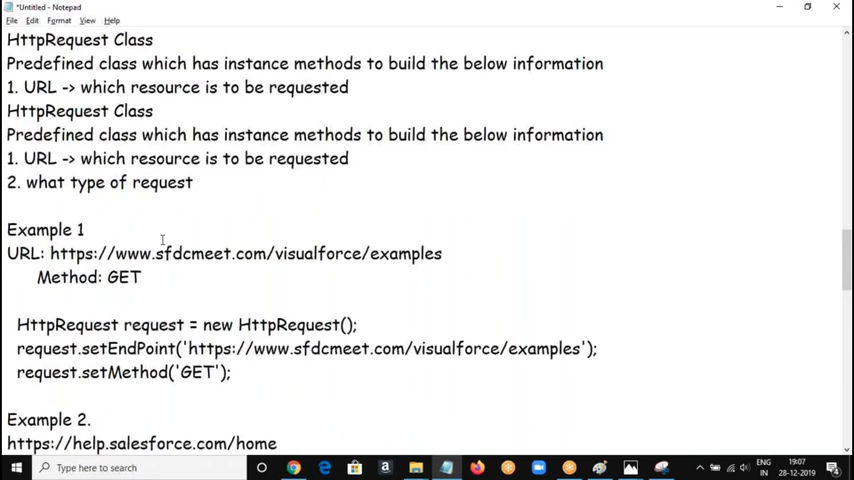 *Untitled - Notepad
File Edit Format View Help
HttpRequest Class
Predefined class which has instance methods to build the below information
1. URL -> which resource is to be requested
HttpRequest Class
Predefined class which has instance methods to build the below information
1. URL -> which resource is to be requested
2. what type of request
Example 1
URL: https://www.sfdcmeet.com/visualforce/examples
Method: GET
HttpRequest request = new HttpRequest();
request.setEndPoint('https://www.sfdcmeet.com/visualforce/examples');
request.setMethod('GET');
Example 2.
https://help.salesforce.com/home
Type here to search
ENG 19:07
IN 28-12-2019
4